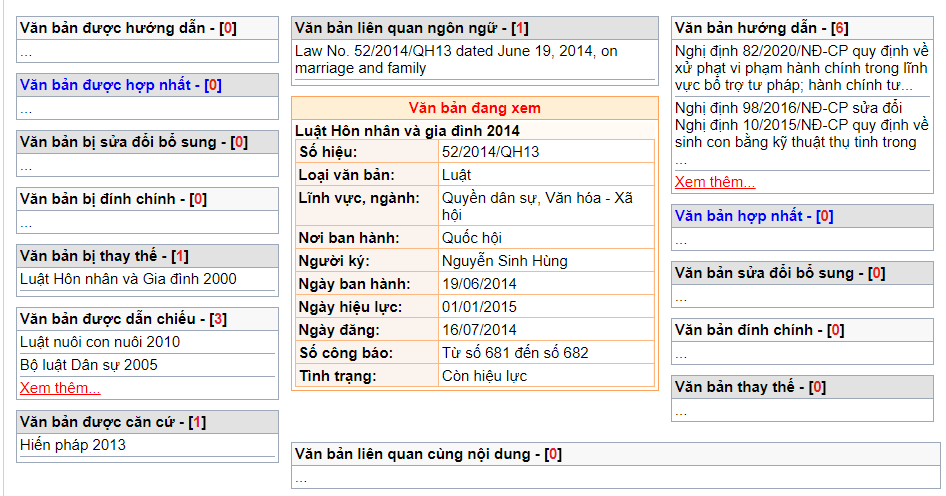 Văn bản được hướng dẫn - [0]
...
Văn bản được hợp nhất - [0]
...
Văn bản bị sửa đổi bổ sung - [0]
...
Văn bản bị đính chính - [0]
...
Văn bản bị thay thế - [1]
Luật Hôn nhân và Gia đình 2000
Văn bản được dẫn chiếu - [3]
Luật nuôi con nuôi 2010
Bộ luật Dân sự 2005
Xem thêm...
Văn bản được căn cứ - [1]
Hiến pháp 2013
Văn bản liên quan ngôn ngữ - [1]
Law No. 52/2014/QH13 dated June 19, 2014, on
marriage and family
Văn bản đang xem
Luật Hôn nhân và gia đình 2014
Số hiệu: 52/2014/QH13
Loại văn bản: Luật
Lĩnh vực, ngành: Quyền dân sự, Văn hóa - Xã
hội
Nơi ban hành: Quốc hội
Người ký: Nguyễn Sinh Hùng
Ngày ban hành: 19/06/2014
Ngày hiệu lực: 01/01/2015
Ngày đăng: 16/07/2014
Số công báo: Từ số 681 đến số 682
Tình trạng: Còn hiệu lực
Văn bản hướng dẫn - [6]
Nghị định 82/2020/NĐ-CP quy định về
xử phạt vi phạm hành chính trong lĩnh
vực bổ trợ tư pháp; hành chính tư...
Nghị định 98/2016/NĐ-CP sửa đổi
Nghị định 10/2015/NĐ-CP quy định về
sinh con bằng kỹ thuật thụ tinh trong
...
Xem thêm...
Văn bản hợp nhất - [0]
...
Văn bản sửa đổi bổ sung - [0]
...
Văn bản đính chính - [0]
...
Văn bản thay thế - [0]
...
Văn bản liên quan cùng nội dung - [0]
...